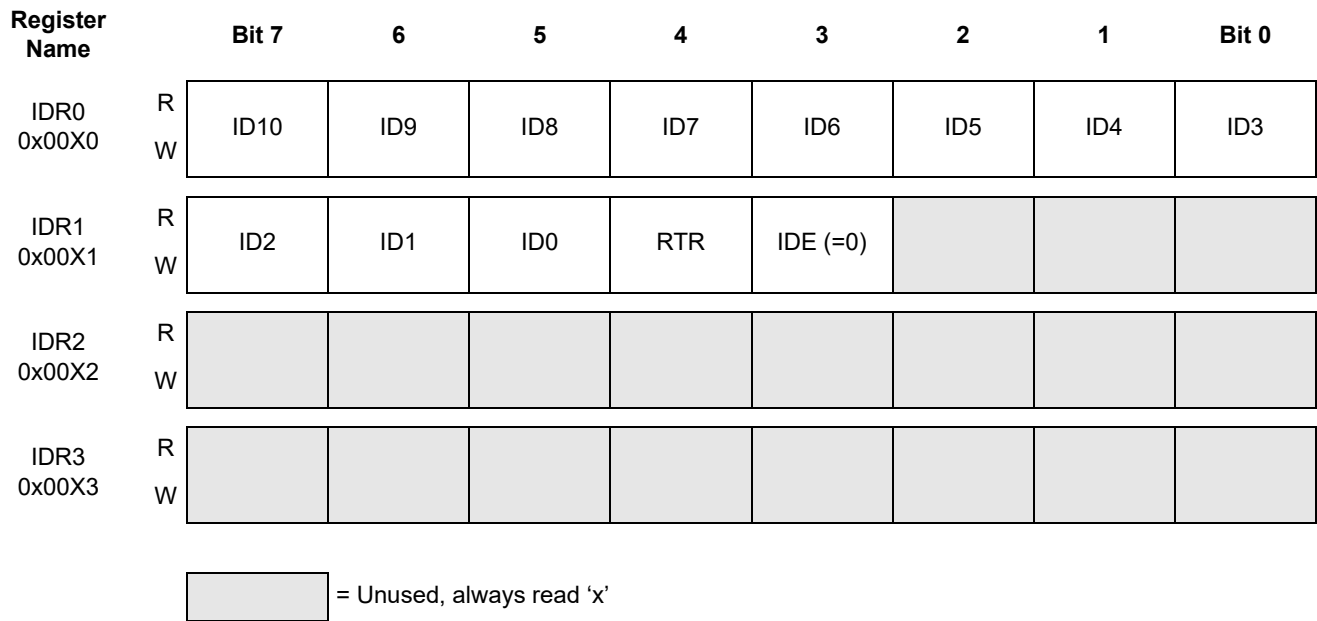 Register Name Bit 7 6 5 4 3 2 1 Bit 0
IDR0 0x00X0 R W ID10 ID9 ID8 ID7 ID6 ID5 ID4 ID3
IDR1 0x00X1 R W ID2 ID1 ID0 RTR IDE (=0)
IDR2 0x00X2 R W
IDR3 0x00X3 R W
= Unused, always read ‘x’